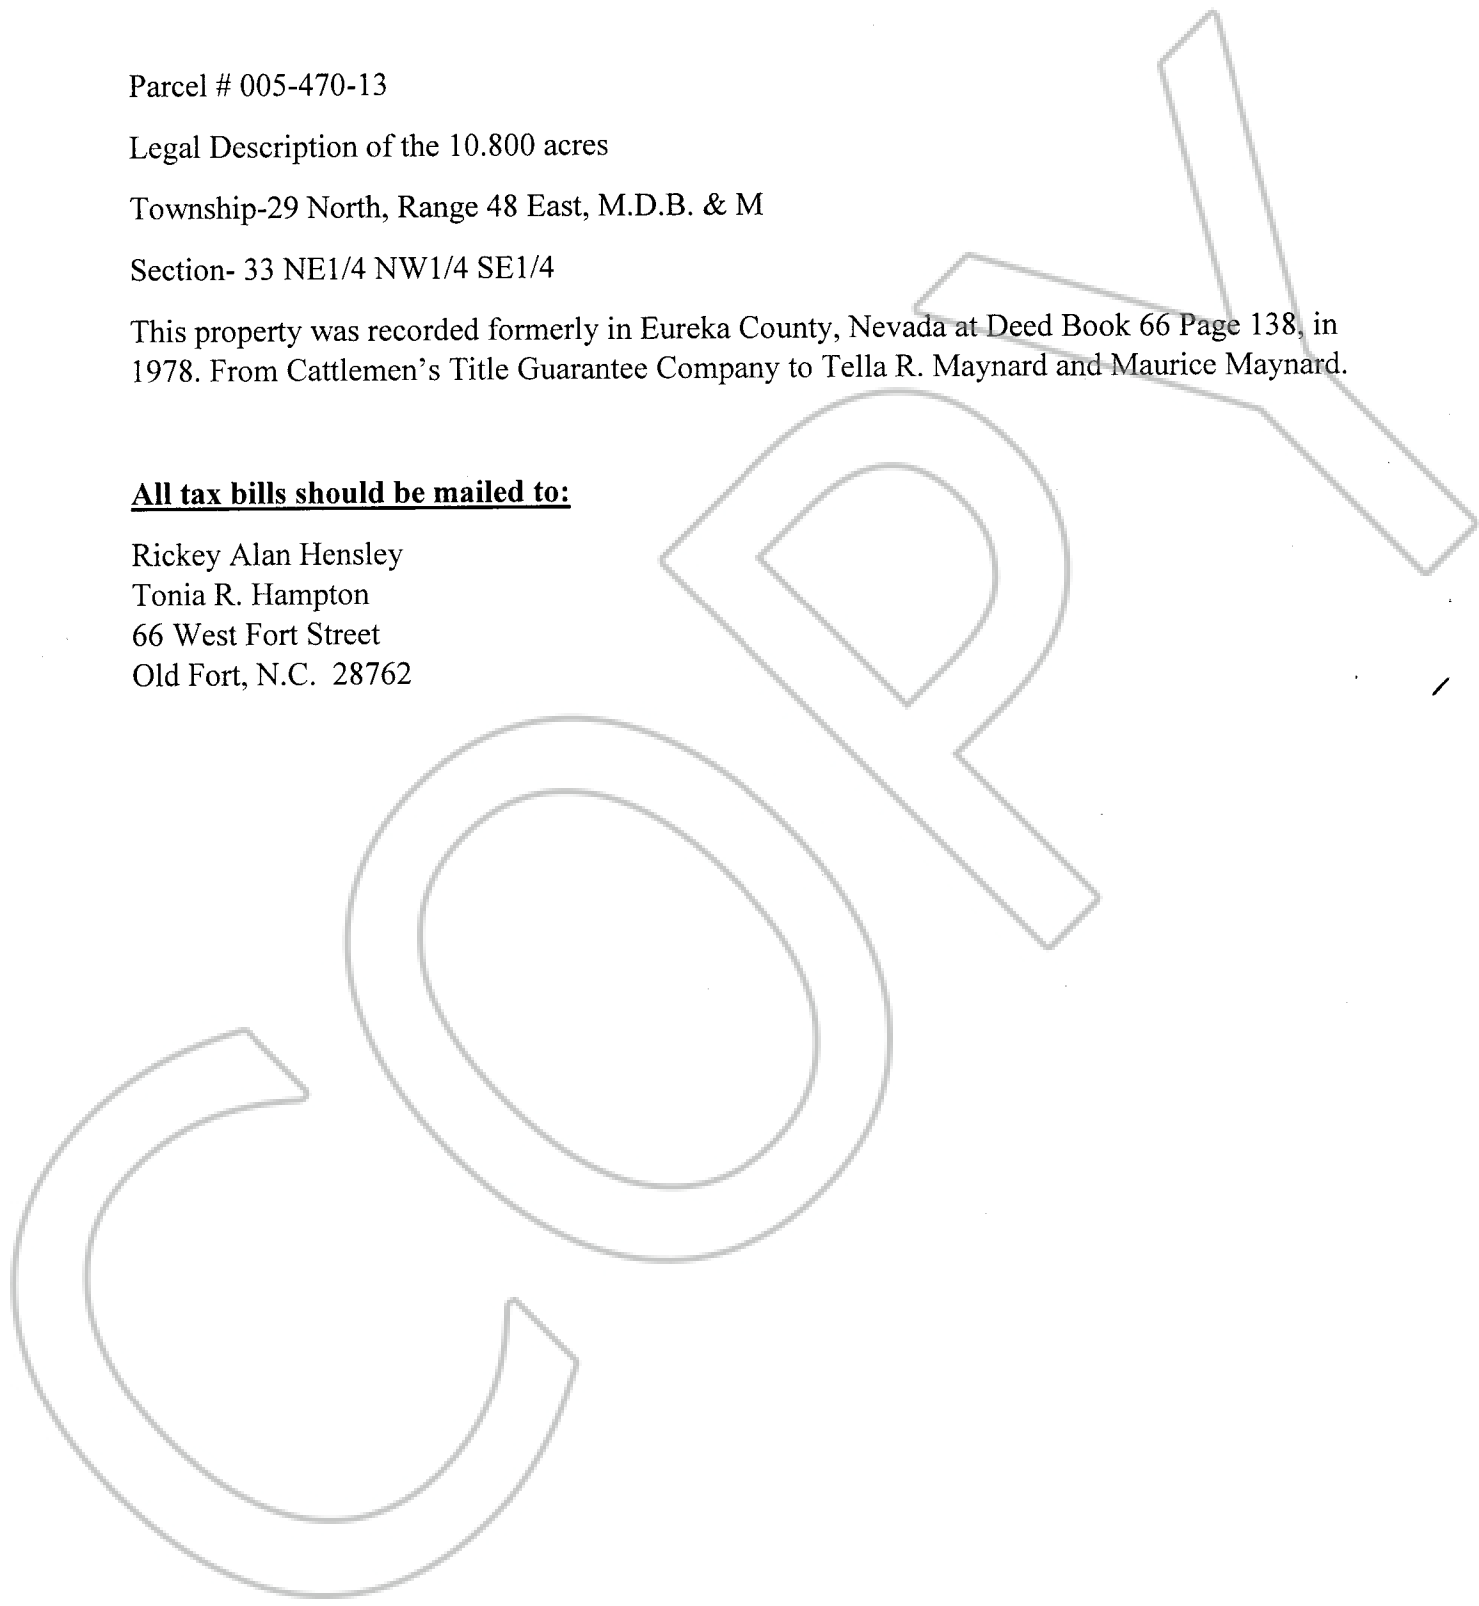 Parcel # 005-470-13
Legal Description of the 10.800 acres
Township-29 North, Range 48 East, M.D.B. & M
Section- 33 NE1/4 NW1/4 SE1/4
This property was recorded formerly in Eureka County, Nevada at Deed Book 66 Page 138, in
1978. From Cattlemen's Title Guarantee Company to Tella R. Maynard and Maurice Maynard.
All tax bills should be mailed to:
Rickey Alan Hensley
Tonia R. Hampton
66 West Fort Street
Old Fort, N.C. 28762
COPY